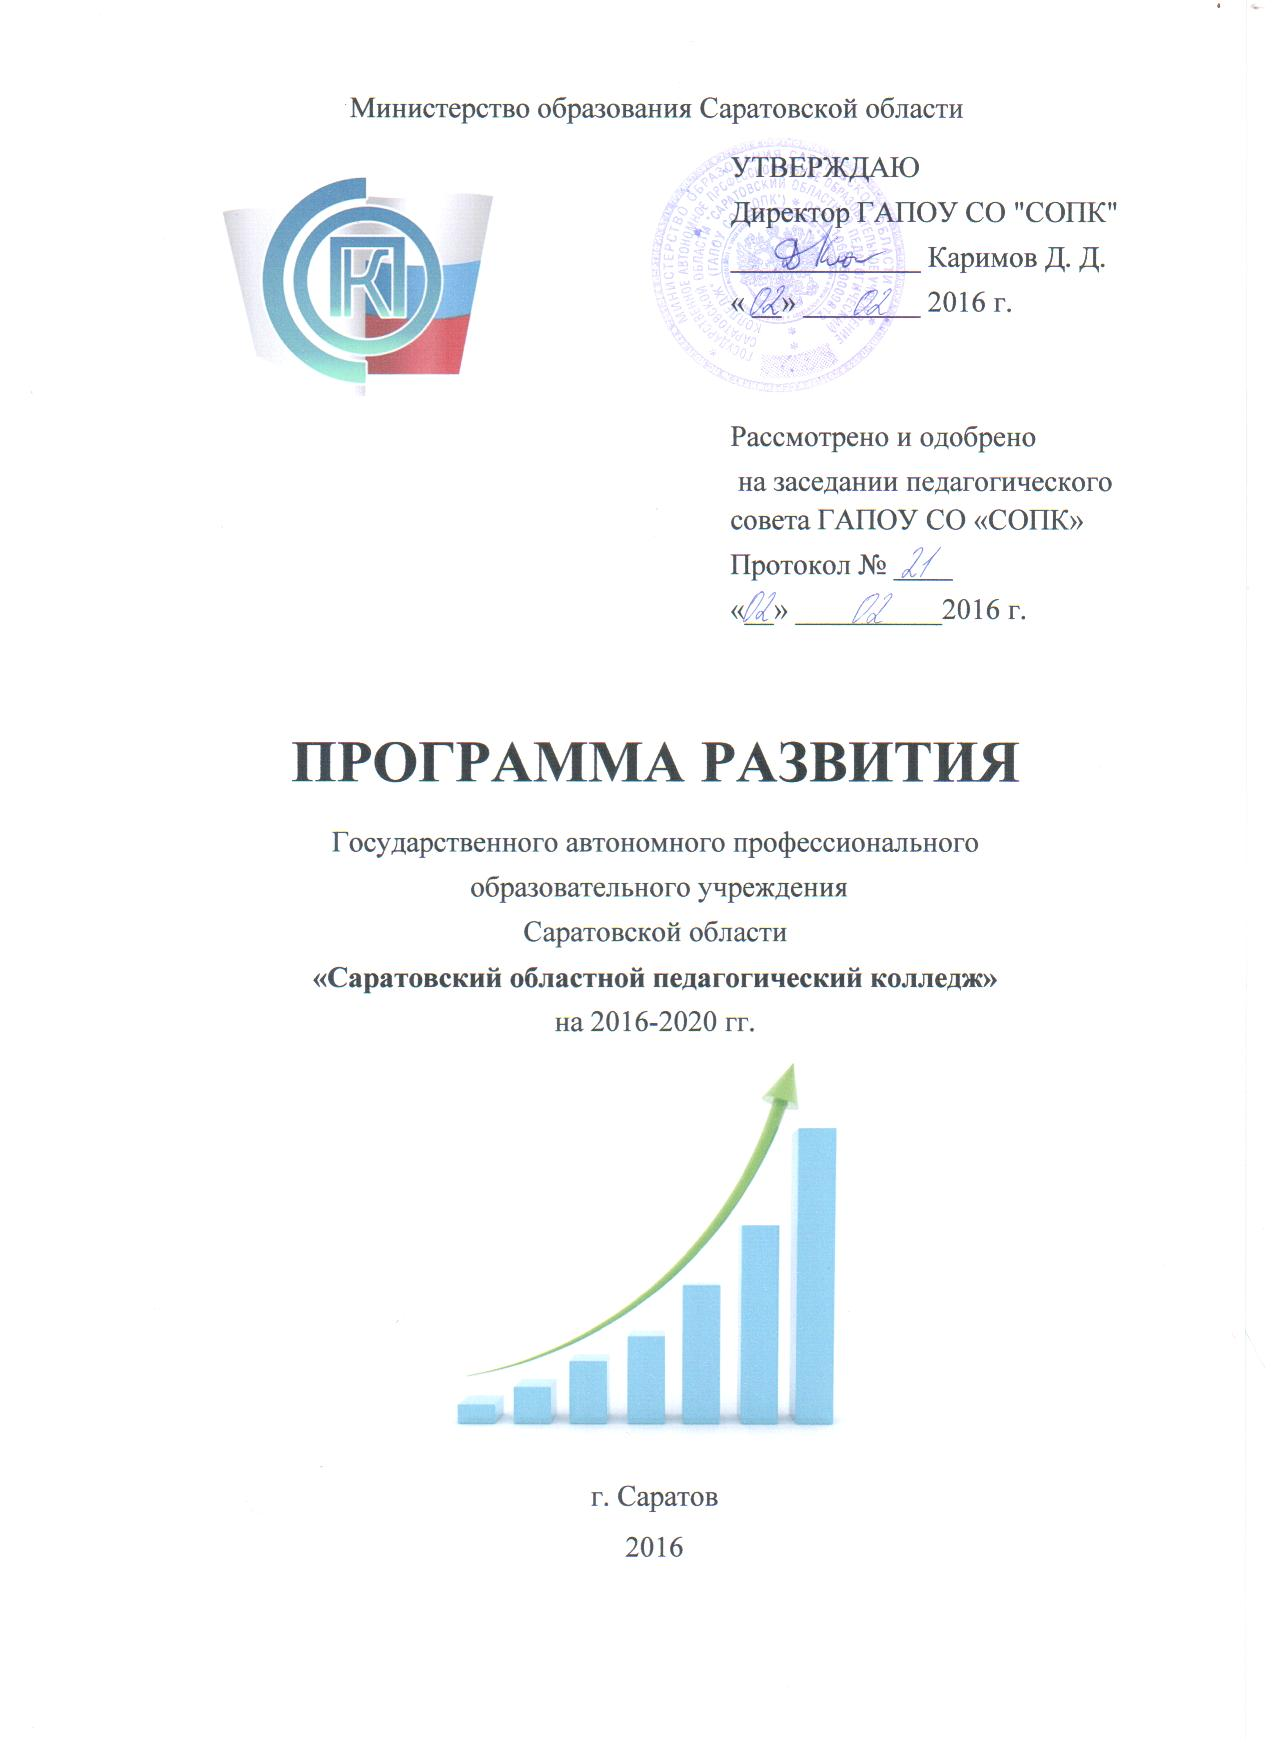 Министерство образования Саратовской области
УТВЕРЖДАЮ
Директор ГАПОУ СО "СОПК"
____________ Каримов Д. Д.
«02» 02 2016 г.
Рассмотрено и одобрено
на заседании педагогического
совета ГАПОУ СО «СОПК»
Протокол № 21
«02» 02 2016 г.
ПРОГРАММА РАЗВИТИЯ
Государственного автономного профессионального
образовательного учреждения
Саратовской области
«Саратовский областной педагогический колледж»
на 2016-2020 гг.
г. Саратов
2016